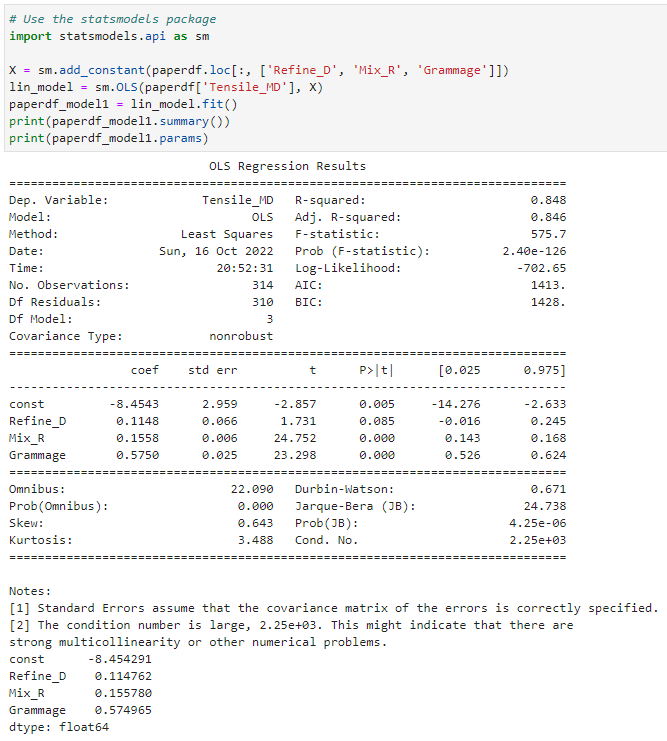 # Use the statsmodels package
import statsmodels.api as sm
X = sm.add_constant(paperdf.loc[:, ['Refine_D', 'Mix_R', 'Grammage']])
lin_model = sm.OLS(paperdf['Tensile_MD'], X)
paperdf_model1 = lin_model.fit()
print(paperdf_model1.summary())
print(paperdf_model1.params)
OLS Regression Results
==============================================================================
Dep. Variable: Tensile_MD R-squared: 0.848
Model: OLS Adj. R-squared: 0.846
Method: Least Squares F-statistic: 575.7
Date: Sun, 16 Oct 2022 Prob (F-statistic): 2.40e-126
Time: 20:52:31 Log-Likelihood: -702.65
No. Observations: 314 AIC: 1413.
Df Residuals: 310 BIC: 1428.
Df Model: 3
Covariance Type: nonrobust
==============================================================================
coef std err t P>|t| [0.025 0.975]
------------------------------------------------------------------------------
const -8.4543 2.959 -2.857 0.005 -14.276 -2.633
Refine_D 0.1148 0.066 1.731 0.085 -0.016 0.245
Mix_R 0.1558 0.006 24.752 0.000 0.143 0.168
Grammage 0.5750 0.025 23.298 0.000 0.526 0.624
==============================================================================
Omnibus: 22.090 Durbin-Watson: 0.671
Prob(Omnibus): 0.000 Jarque-Bera (JB): 24.738
Skew: 0.643 Prob(JB): 4.25e-06
Kurtosis: 3.488 Cond. No. 2.25e+03
==============================================================================
Notes:
[1] Standard Errors assume that the covariance matrix of the errors is correctly specified.
[2] The condition number is large, 2.25e+03. This might indicate that there are
strong multicollinearity or other numerical problems.
const -8.454291
Refine_D 0.114762
Mix_R 0.155780
Grammage 0.574965
dtype: float64